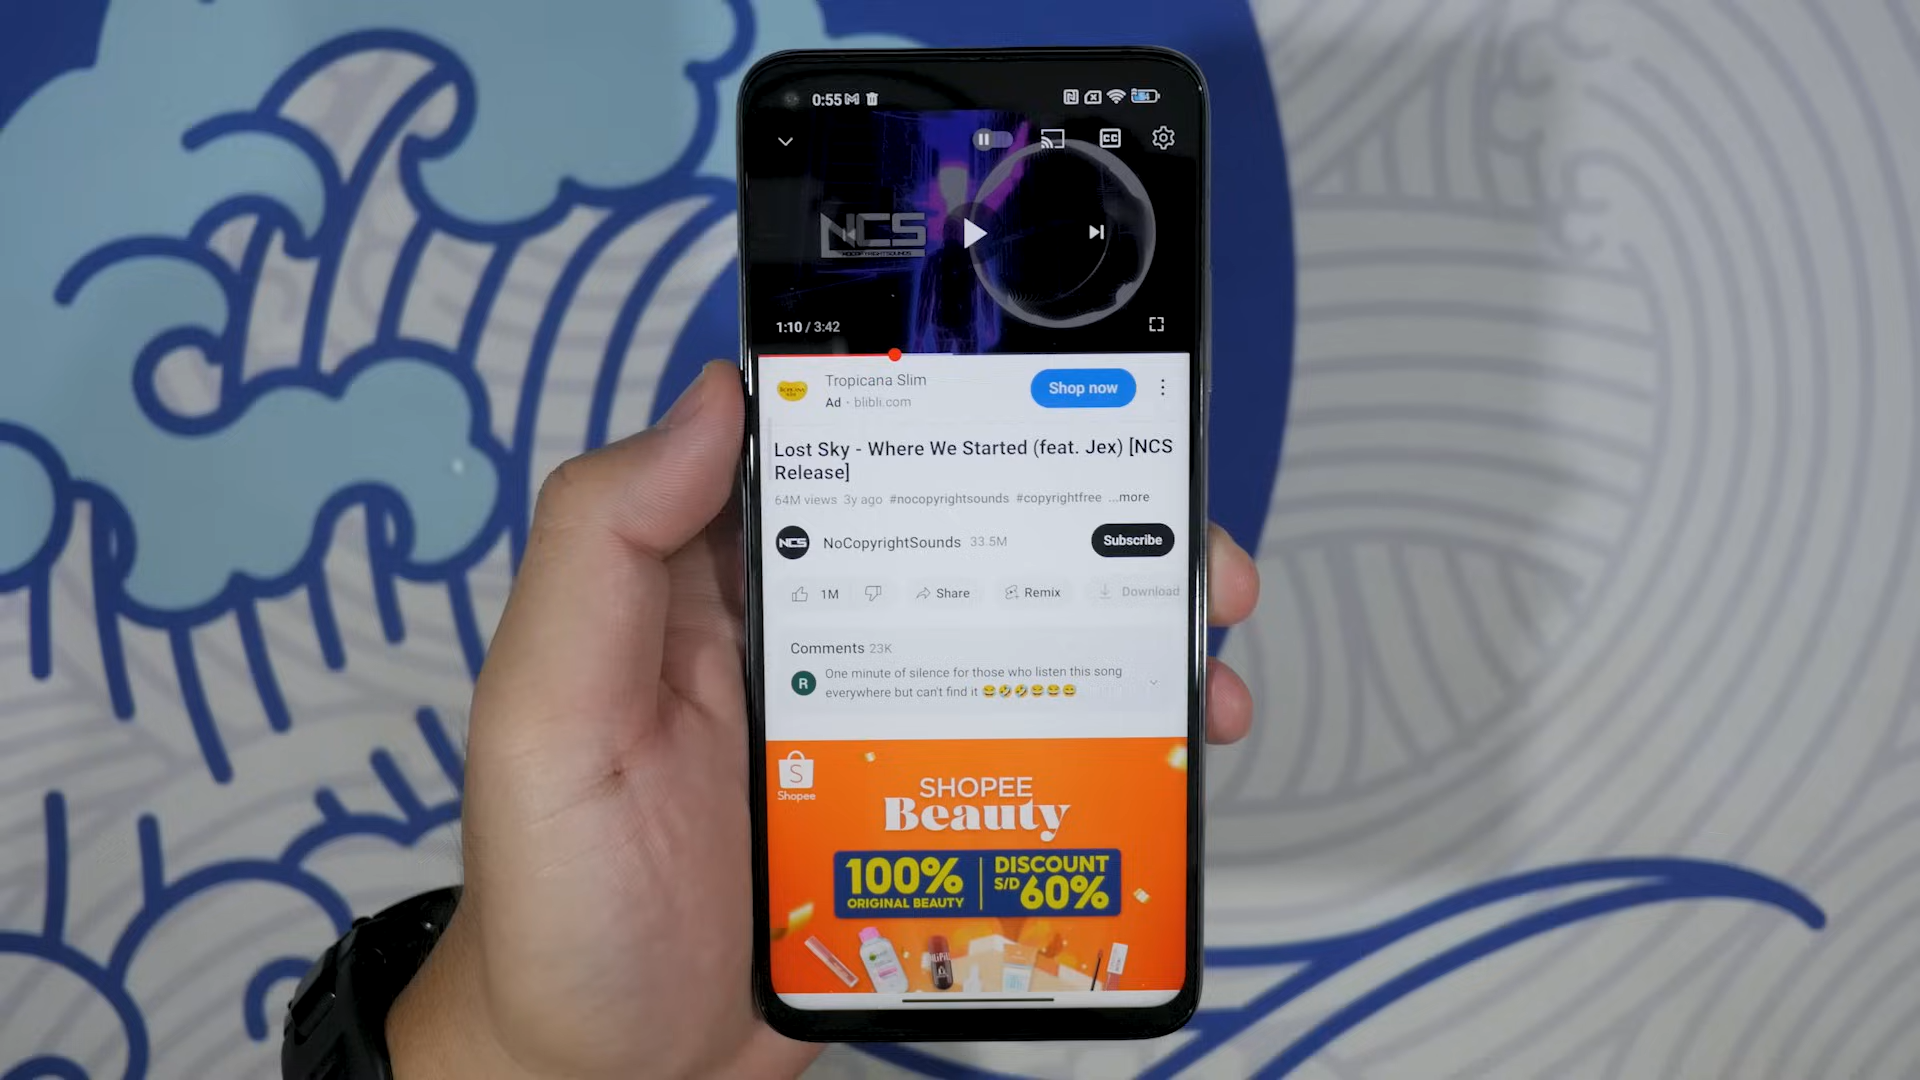 0:55
CC
NCS
NOCOPYRIGHTSOUNDS
1:10 / 3:42
Tropicana Slim
Ad · blibli.com
Shop now
Lost Sky - Where We Started (feat. Jex) [NCS
Release]
64M views 3y ago #nocopyrightsounds #copyrightfree ...more
NCS
NoCopyrightSounds 33.5M
Subscribe
1M
Share
Remix
Download
Comments 23K
R
One minute of silence for those who listen this song
everywhere but can't find it 😂🤣🤣😂😂😅
S
Shopee
SHOPEE
Beauty
100%
ORIGINAL BEAUTY
DISCOUNT
S/D 60%